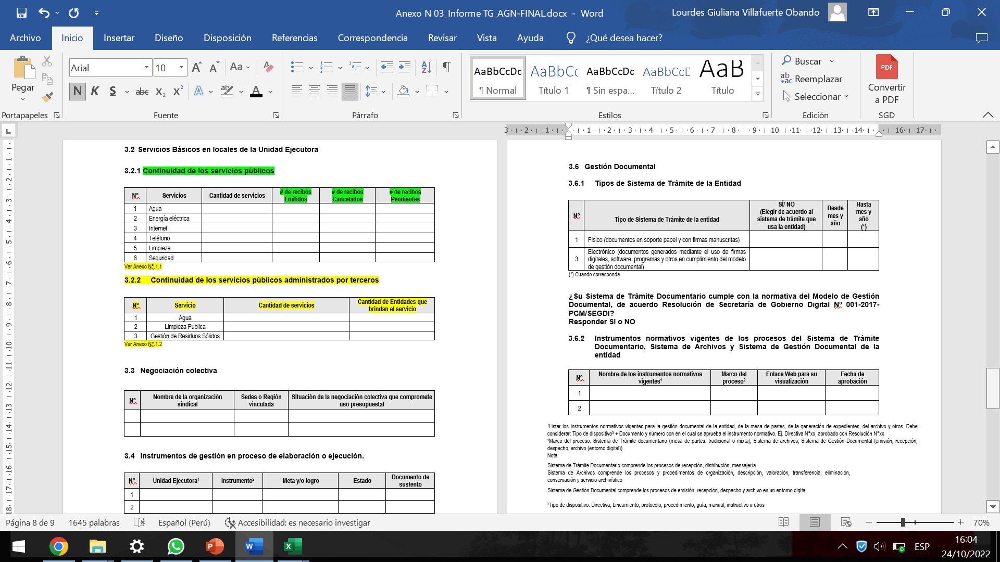 Anexo N 03_Informe TG_AGN-FINAL.docx - Word
Lourdes Giuliana Villafuerte Obando
Archivo Inicio Insertar Diseño Disposición Referencias Correspondencia Revisar Vista Ayuda ¿Qué desea hacer?
Pegar
Portapapeles
Arial 10
Aa
N K S abc x₂ x² A ab A
Fuente
Párrafo
AaBbCcDc AaBbCc AaBbCcDc AaBbCcD AaB
¶ Normal Título 1 ¶ Sin espa... Título 2 Título
Estilos
Buscar
Reemplazar
Seleccionar
Edición
PDF
Convertir
a PDF
SGD
3 2 1 1 2 3 4 5 6 7 8 9 10 11 12 13 14 16 17
3.2 Servicios Básicos en locales de la Unidad Ejecutora
3.2.1 Continuidad de los servicios públicos
N° Servicios Cantidad de servicios # de recibos Emitidos # de recibos Cancelados # de recibos Pendientes
1 Agua
2 Energía eléctrica
3 Internet
4 Teléfono
5 Limpieza
6 Seguridad
Ver Anexo N° 1.1
3.2.2 Continuidad de los servicios públicos administrados por terceros
N° Servicio Cantidad de servicios Cantidad de Entidades que brindan el servicio
1 Agua
2 Limpieza Pública
3 Gestión de Residuos Sólidos
Ver Anexo N° 1.2
3.3 Negociación colectiva
N° Nombre de la organización sindical Sedes o Región vinculada Situación de la negociación colectiva que compromete uso presupuestal
3.4 Instrumentos de gestión en proceso de elaboración o ejecución.
N° Unidad Ejecutora¹ Instrumento² Meta y/o logro Estado Documento de sustento
1
2
3.6 Gestión Documental
3.6.1 Tipos de Sistema de Trámite de la Entidad
N° Tipo de Sistema de Trámite de la entidad SÍ/ NO (Elegir de acuerdo al sistema de trámite que usa la entidad) Desde mes y año Hasta mes y año (*)
1 Físico (documentos en soporte papel y con firmas manuscritas)
3 Electrónico (documentos generados mediante el uso de firmas digitales, software, programas y otros en cumplimiento del modelo de gestión documental)
(*) Cuando corresponda
¿Su Sistema de Trámite Documentario cumple con la normativa del Modelo de Gestión
Documental, de acuerdo Resolución de Secretaría de Gobierno Digital Nº 001-2017-
PCM/SEGDI?
Responder SI o NO
3.6.2 Instrumentos normativos vigentes de los procesos del Sistema de Trámite
Documentario, Sistema de Archivos y Sistema de Gestión Documental de la
entidad
N° Nombre de los instrumentos normativos vigentes¹ Marco del proceso² Enlace Web para su visualización Fecha de aprobación
1
2
¹Listar los Instrumentos normativos vigentes para la gestión documental de la entidad, de la mesa de partes, de la generación de expedientes, del archivo y otros. Debe
considerar: Tipo de dispositivo³ + Documento y número con en el cual se aprueba el instrumento normativo. Ej. Directiva N°xx, aprobado con Resolución N°xx
²Marco del proceso: Sistema de Trámite documentario (mesa de partes: tradicional o mixta); Sistema de archivos; Sistema de Gestión Documental (emisión, recepción,
despacho, archivo (entorno digital))
Nota:
Sistema de Trámite Documentario comprende los procesos de recepción, distribución, mensajería
Sistema de Archivos comprende los procesos y procedimientos de organización, descripción, valoración, transferencia, eliminación,
conservación y servicio archivístico
Sistema de Gestión Documental comprende los procesos de emisión, recepción, despacho y archivo en un entorno digital
³Tipo de dispositivo: Directiva, Lineamiento, protocolo, procedimiento, guía, manual, instructivo u otros
Página 8 de 9 1645 palabras Español (Perú) Accesibilidad: es necesario investigar 70%
ESP
16:04
24/10/2022